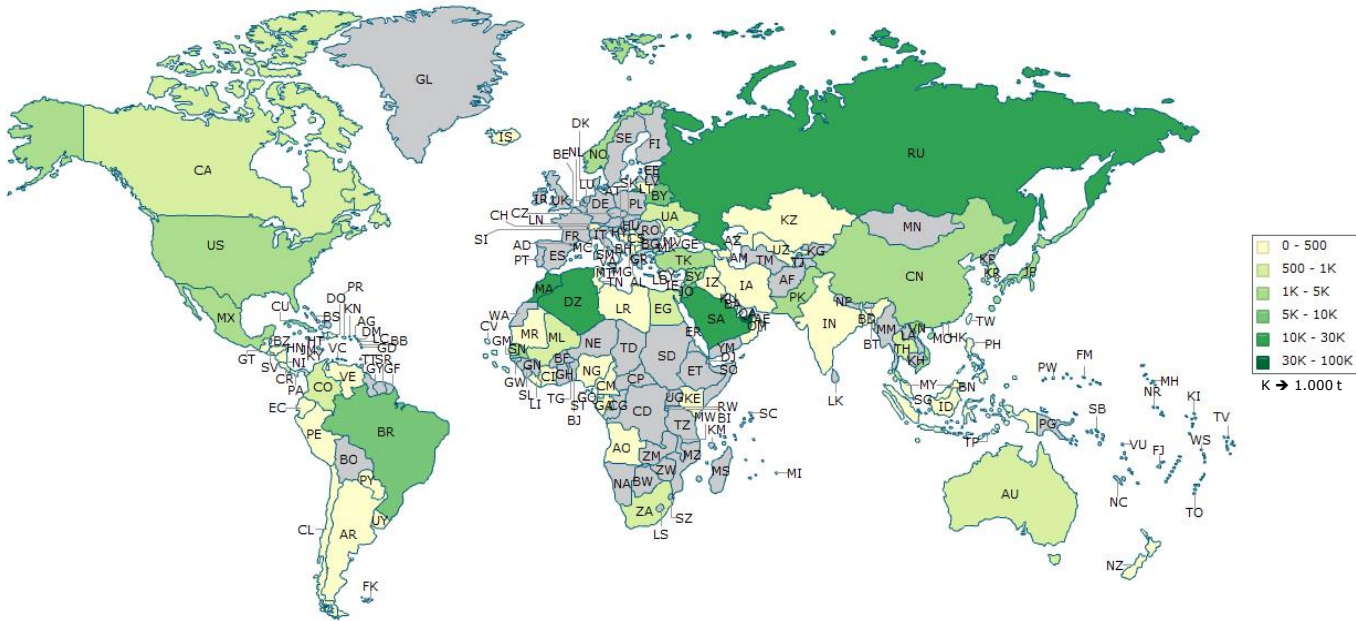 GL
IS
CA
US
MX
CU
DO
PR
BS
KN
AG
DM
LC
BB
GD
VC
BZ
GT
SV
NI
CR
PA
EC
CO
VE
GY
GF
SR
PE
BR
BO
PY
UY
AR
CL
FK
DK
NL
BE
NO
SE
FI
EE
LV
LT
BY
IR
UK
LU
DE
PL
CZ
CH
LN
SI
AT
SK
UA
RO
FR
IT
MC
AD
PT
ES
GR
TK
GE
AZ
AM
SY
RU
KZ
MN
UZ
TM
KG
TJ
AF
CN
KP
KR
JP
PK
NP
IN
BD
BT
MM
LA
VN
TH
KH
MO
HK
TW
PH
MY
SG
BN
ID
TP
PG
LK
MA
DZ
TN
LR
EG
WA
CV
MR
ML
GM
SN
GW
GN
SL
LI
CI
BF
GH
TG
BJ
ST
GQ
NE
NG
CM
GA
CG
TD
CP
SD
ER
ET
DJ
SO
YM
SA
JO
IZ
IA
OM
AE
UG
KE
RW
BI
CD
TZ
MW
KM
SC
AO
ZM
ZW
MZ
MS
MI
NA
BW
ZA
SZ
LS
AU
NZ
PW
FM
MH
NR
KI
TV
SB
VU
FJ
WS
NC
TO
0 - 500
500 - 1K
1K - 5K
5K - 10K
10K - 30K
30K - 100K
K → 1.000 t